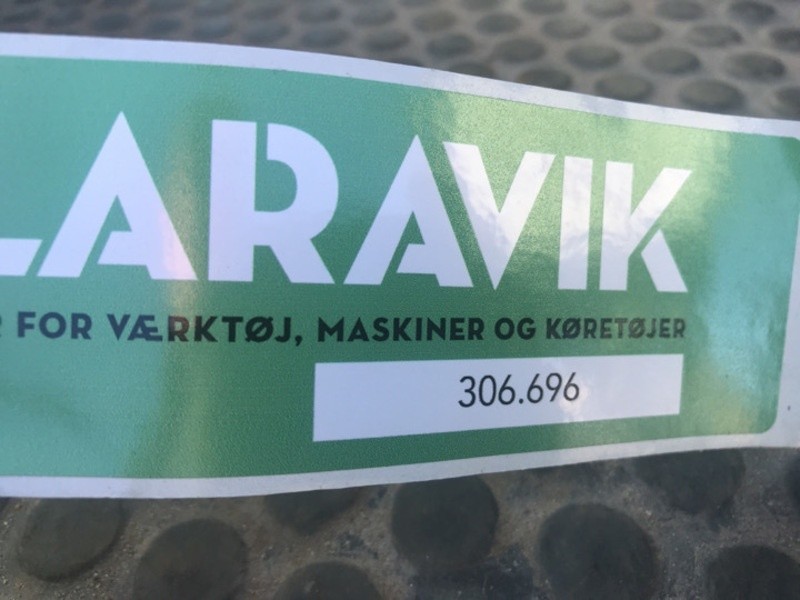 LARAVIK
R FOR VÆRKTØJ, MASKINER OG KØRETØJER
306.696